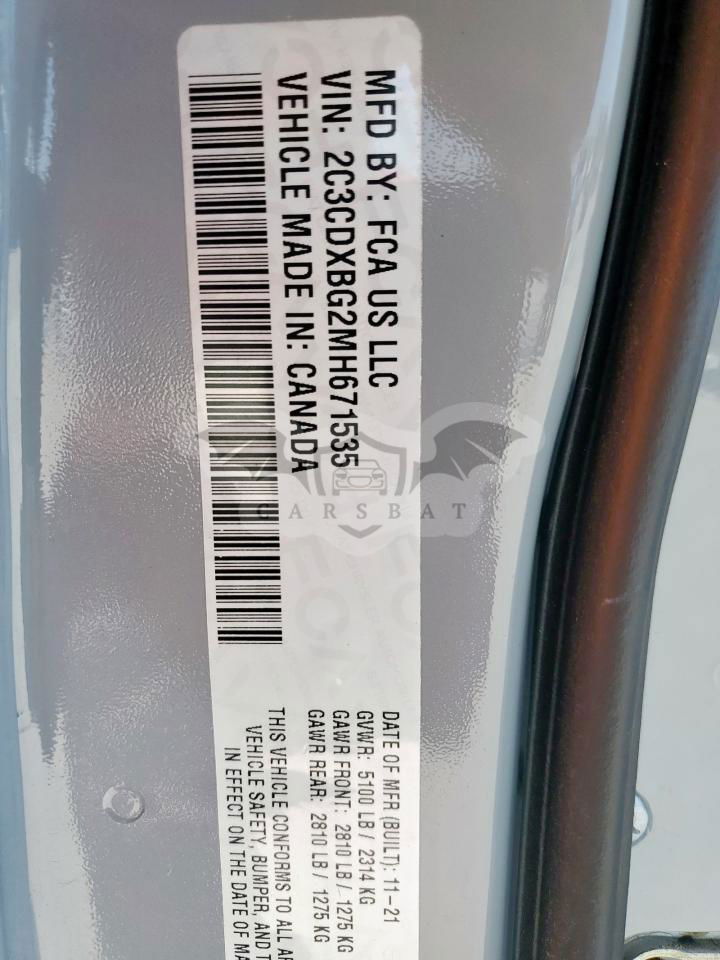 MFD BY: FCA US LLC
VIN: 2C3CDXBG2MH671535
VEHICLE MADE IN: CANADA
DATE OF MFR (BUILT): 11-21
GVWR: 5100 LB / 2314 KG
GAWR FRONT: 2810 LB / 1275 KG
GAWR REAR: 2810 LB / 1275 KG
THIS VEHICLE CONFORMS TO ALL AP
VEHICLE SAFETY, BUMPER, AND T
IN EFFECT ON THE DATE OF MA
CARSBAT